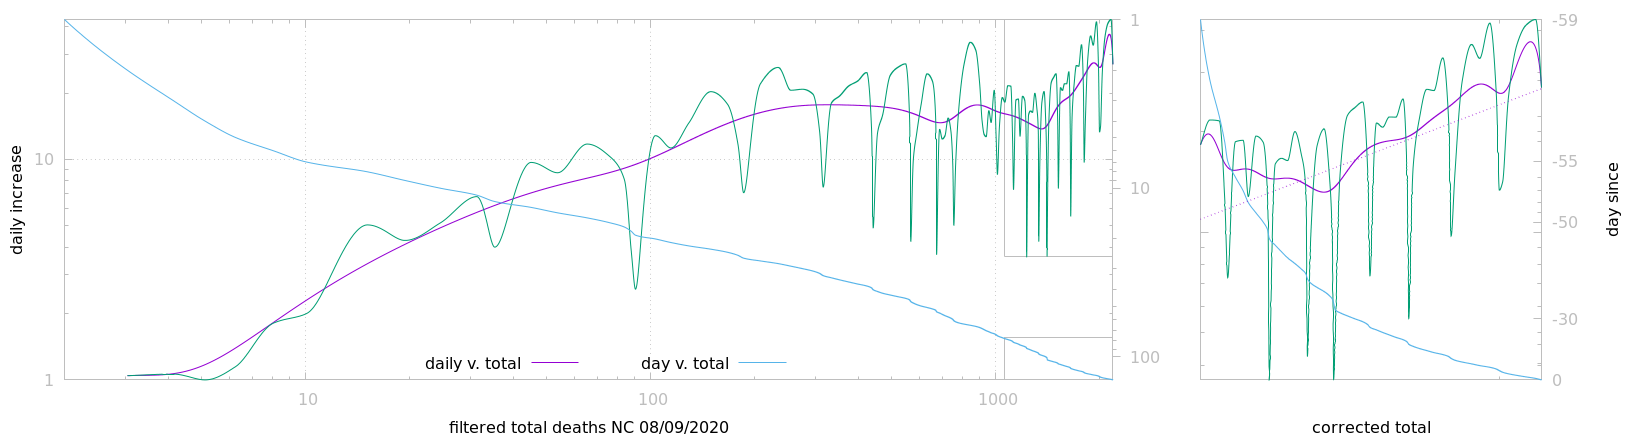 daily increase
10
1
10
100
1000
daily v. total
day v. total
filtered total deaths NC 08/09/2020
1
10
100
-59
-55
-50
-30
0
day since
corrected total